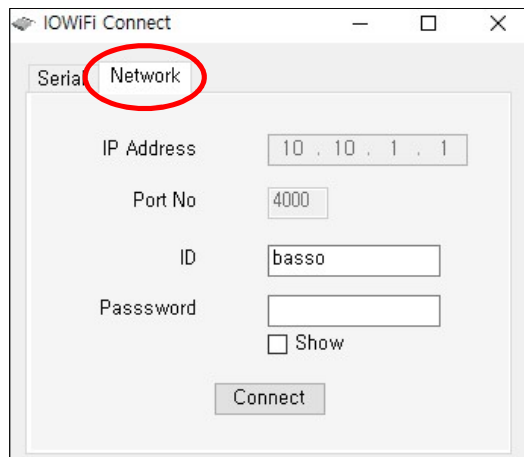 IOWiFi Connect
Serial Network
IP Address 10 . 10 . 1 . 1
Port No 4000
ID basso
Passsword
Show
Connect